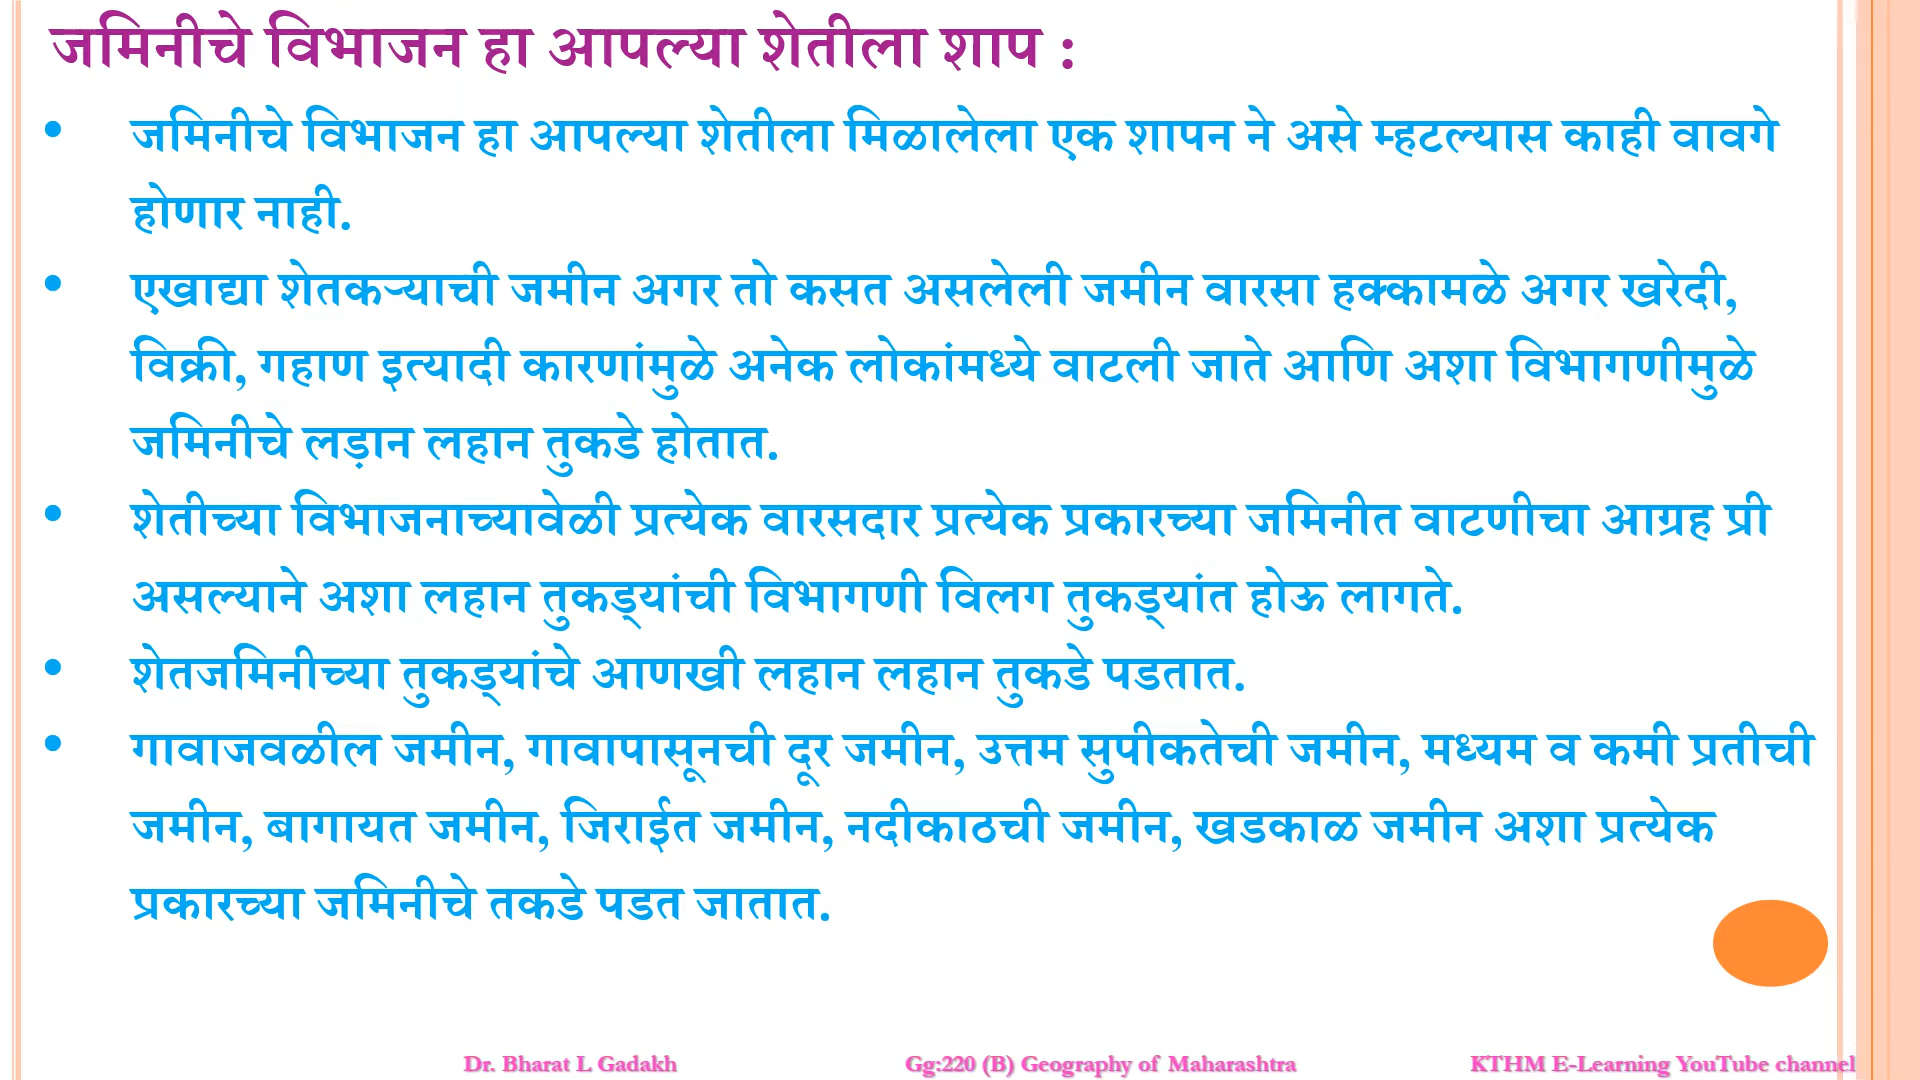 जमिनीचे विभाजन हा आपल्या शेतीला शाप :
• जमिनीचे विभाजन हा आपल्या शेतीला मिळालेला एक शापन ने असे म्हटल्यास काही वावगे
होणार नाही.
• एखाद्या शेतकऱ्याची जमीन अगर तो कसत असलेली जमीन वारसा हक्कामळे अगर खरेदी,
विक्री, गहाण इत्यादी कारणांमुळे अनेक लोकांमध्ये वाटली जाते आणि अशा विभागणीमुळे
जमिनीचे लड़ान लहान तुकडे होतात.
• शेतीच्या विभाजनाच्यावेळी प्रत्येक वारसदार प्रत्येक प्रकारच्या जमिनीत वाटणीचा आग्रह प्री
असल्याने अशा लहान तुकड्यांची विभागणी विलग तुकड्यांत होऊ लागते.
• शेतजमिनीच्या तुकड्यांचे आणखी लहान लहान तुकडे पडतात.
• गावाजवळील जमीन, गावापासूनची दूर जमीन, उत्तम सुपीकतेची जमीन, मध्यम व कमी प्रतीची
जमीन, बागायत जमीन, जिराईत जमीन, नदीकाठची जमीन, खडकाळ जमीन अशा प्रत्येक
प्रकारच्या जमिनीचे तकडे पडत जातात.
Dr. Bharat L Gadakh Gg:220 (B) Geography of Maharashtra KTHM E-Learning YouTube channel